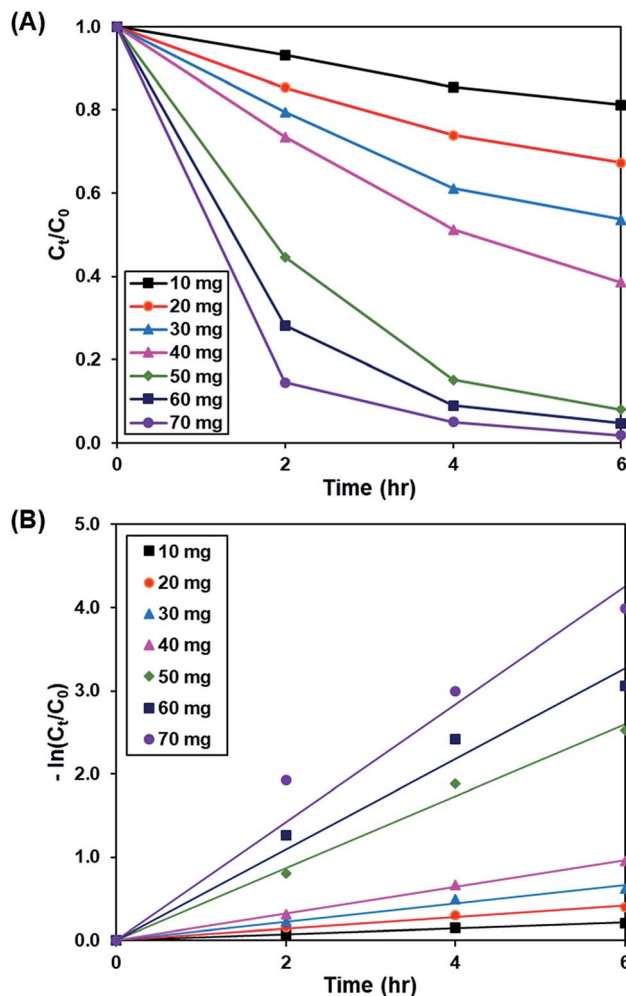 (A)
1.0
0.8
0.6
0.4
0.2
0.0
Cₜ/C₀
10 mg
20 mg
30 mg
40 mg
50 mg
60 mg
70 mg
0 2 4 6
Time (hr)
(B)
5.0
4.0
3.0
2.0
1.0
0.0
- ln(Cₜ/C₀)
10 mg
20 mg
30 mg
40 mg
50 mg
60 mg
70 mg
0 2 4 6
Time (hr)